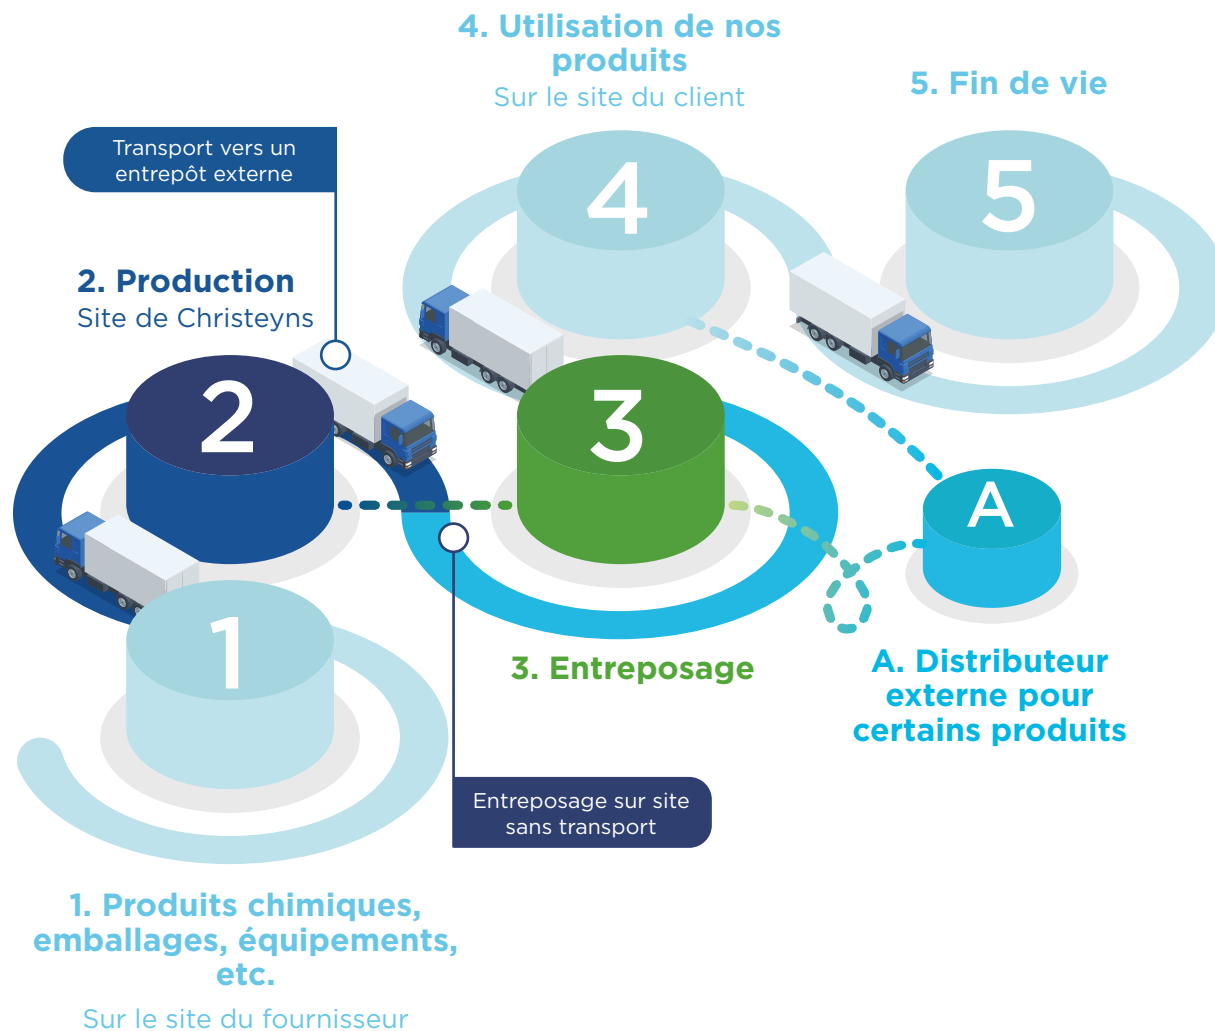 4. Utilisation de nos
produits
Sur le site du client
5. Fin de vie
Transport vers un
entrepôt externe
4
5
2. Production
Site de Christeyns
2
3
A
1
3. Entreposage
A. Distributeur
externe pour
certains produits
Entreposage sur site
sans transport
1. Produits chimiques,
emballages, équipements,
etc.
Sur le site du fournisseur